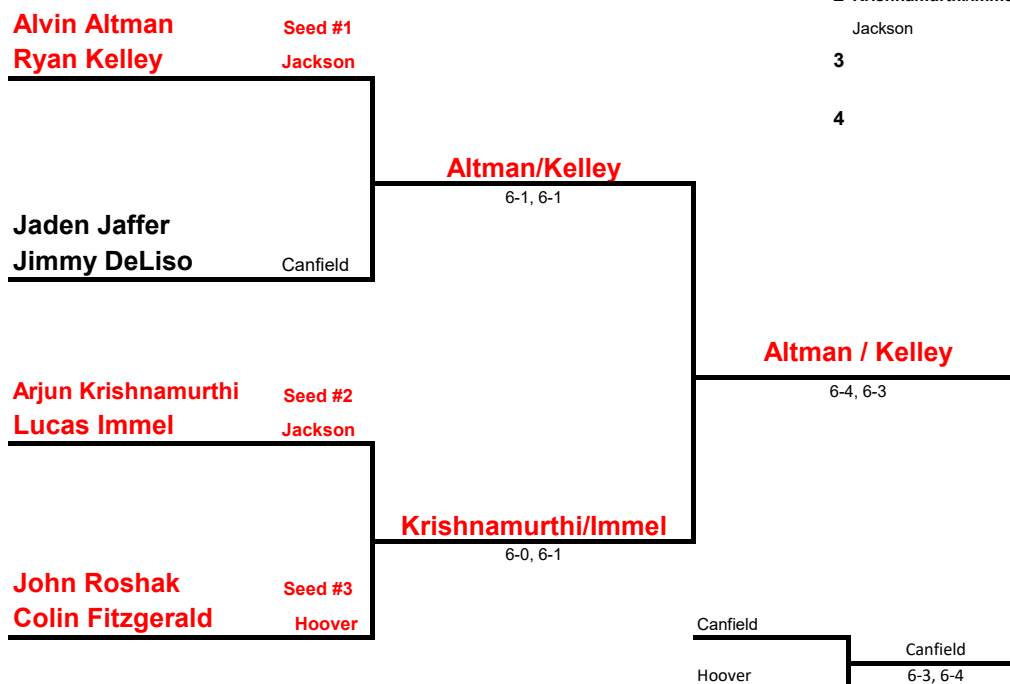 Alvin Altman Seed #1
Jackson
Ryan Kelley Jackson
3
4
Altman/Kelley
6-1, 6-1
Jaden Jaffer
Jimmy DeLiso Canfield
Altman / Kelley
6-4, 6-3
Arjun Krishnamurthi Seed #2
Lucas Immel Jackson
Krishnamurthi/Immel
6-0, 6-1
John Roshak Seed #3
Colin Fitzgerald Hoover
Canfield
Canfield
Hoover 6-3, 6-4